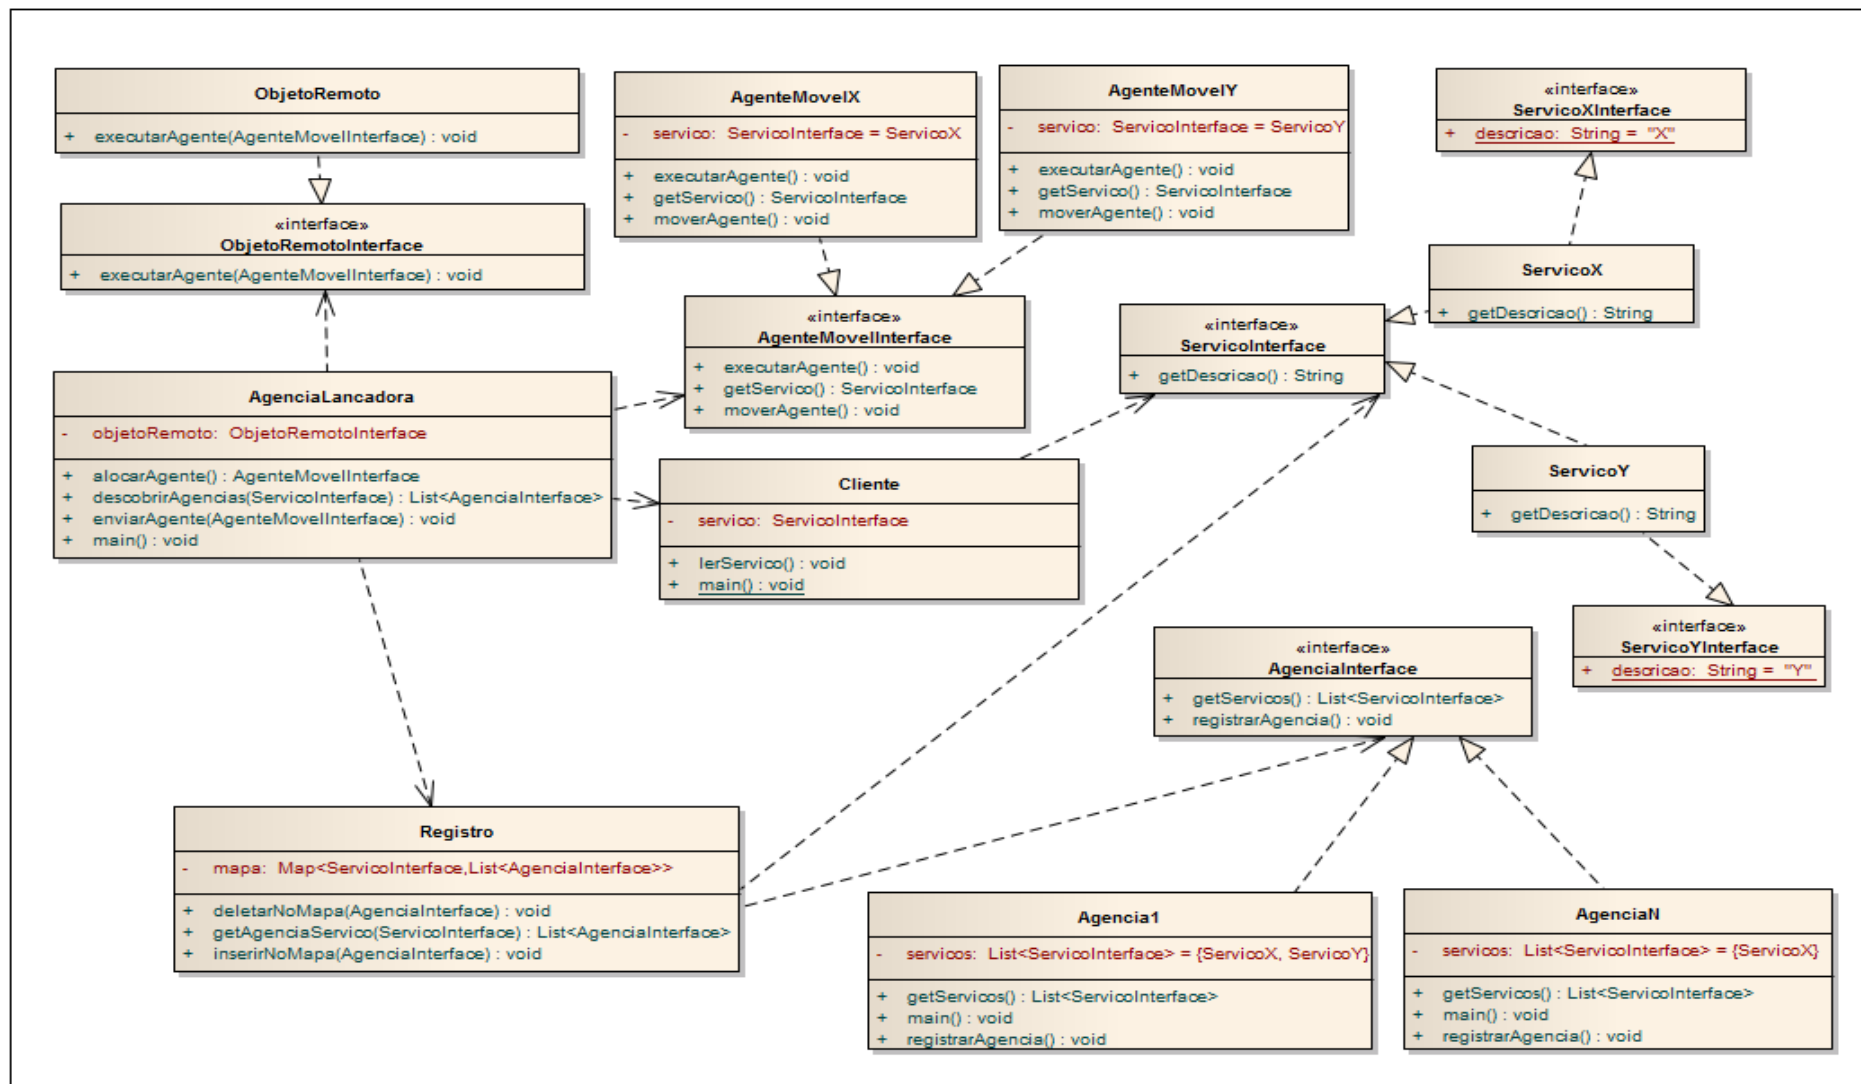 ObjetoRemoto
+ executarAgente(AgenteMovelInterface) : void
«interface»
ObjetoRemotoInterface
+ executarAgente(AgenteMovelInterface) : void
AgenteMovelX
- servico: ServicoInterface = ServicoX
+ executarAgente() : void
+ getServico() : ServicoInterface
+ moverAgente() : void
AgenteMovelY
- servico: ServicoInterface = ServicoY
+ executarAgente() : void
+ getServico() : ServicoInterface
+ moverAgente() : void
«interface»
ServicoXInterface
+ descricao: String = "X"
ServicoX
+ getDescricao() : String
«interface»
AgenteMovelInterface
+ executarAgente() : void
+ getServico() : ServicoInterface
+ moverAgente() : void
«interface»
ServicoInterface
+ getDescricao() : String
AgenciaLancadora
- objetoRemoto: ObjetoRemotoInterface
+ alocarAgente() : AgenteMovelInterface
+ descobrirAgencias(ServicoInterface) : List<AgenciaInterface>
+ enviarAgente(AgenteMovelInterface) : void
+ main() : void
Cliente
- servico: ServicoInterface
+ lerServico() : void
+ main() : void
ServicoY
+ getDescricao() : String
«interface»
ServicoYInterface
+ descricao: String = "Y"
«interface»
AgenciaInterface
+ getServicos() : List<ServicoInterface>
+ registrarAgencia() : void
Registro
- mapa: Map<ServicoInterface,List<AgenciaInterface>>
+ deletarNoMapa(AgenciaInterface) : void
+ getAgenciaServico(ServicoInterface) : List<AgenciaInterface>
+ inserirNoMapa(AgenciaInterface) : void
Agencia1
- servicos: List<ServicoInterface> = {ServicoX, ServicoY}
+ getServicos() : List<ServicoInterface>
+ main() : void
+ registrarAgencia() : void
AgenciaN
- servicos: List<ServicoInterface> = {ServicoX}
+ getServicos() : List<ServicoInterface>
+ main() : void
+ registrarAgencia() : void